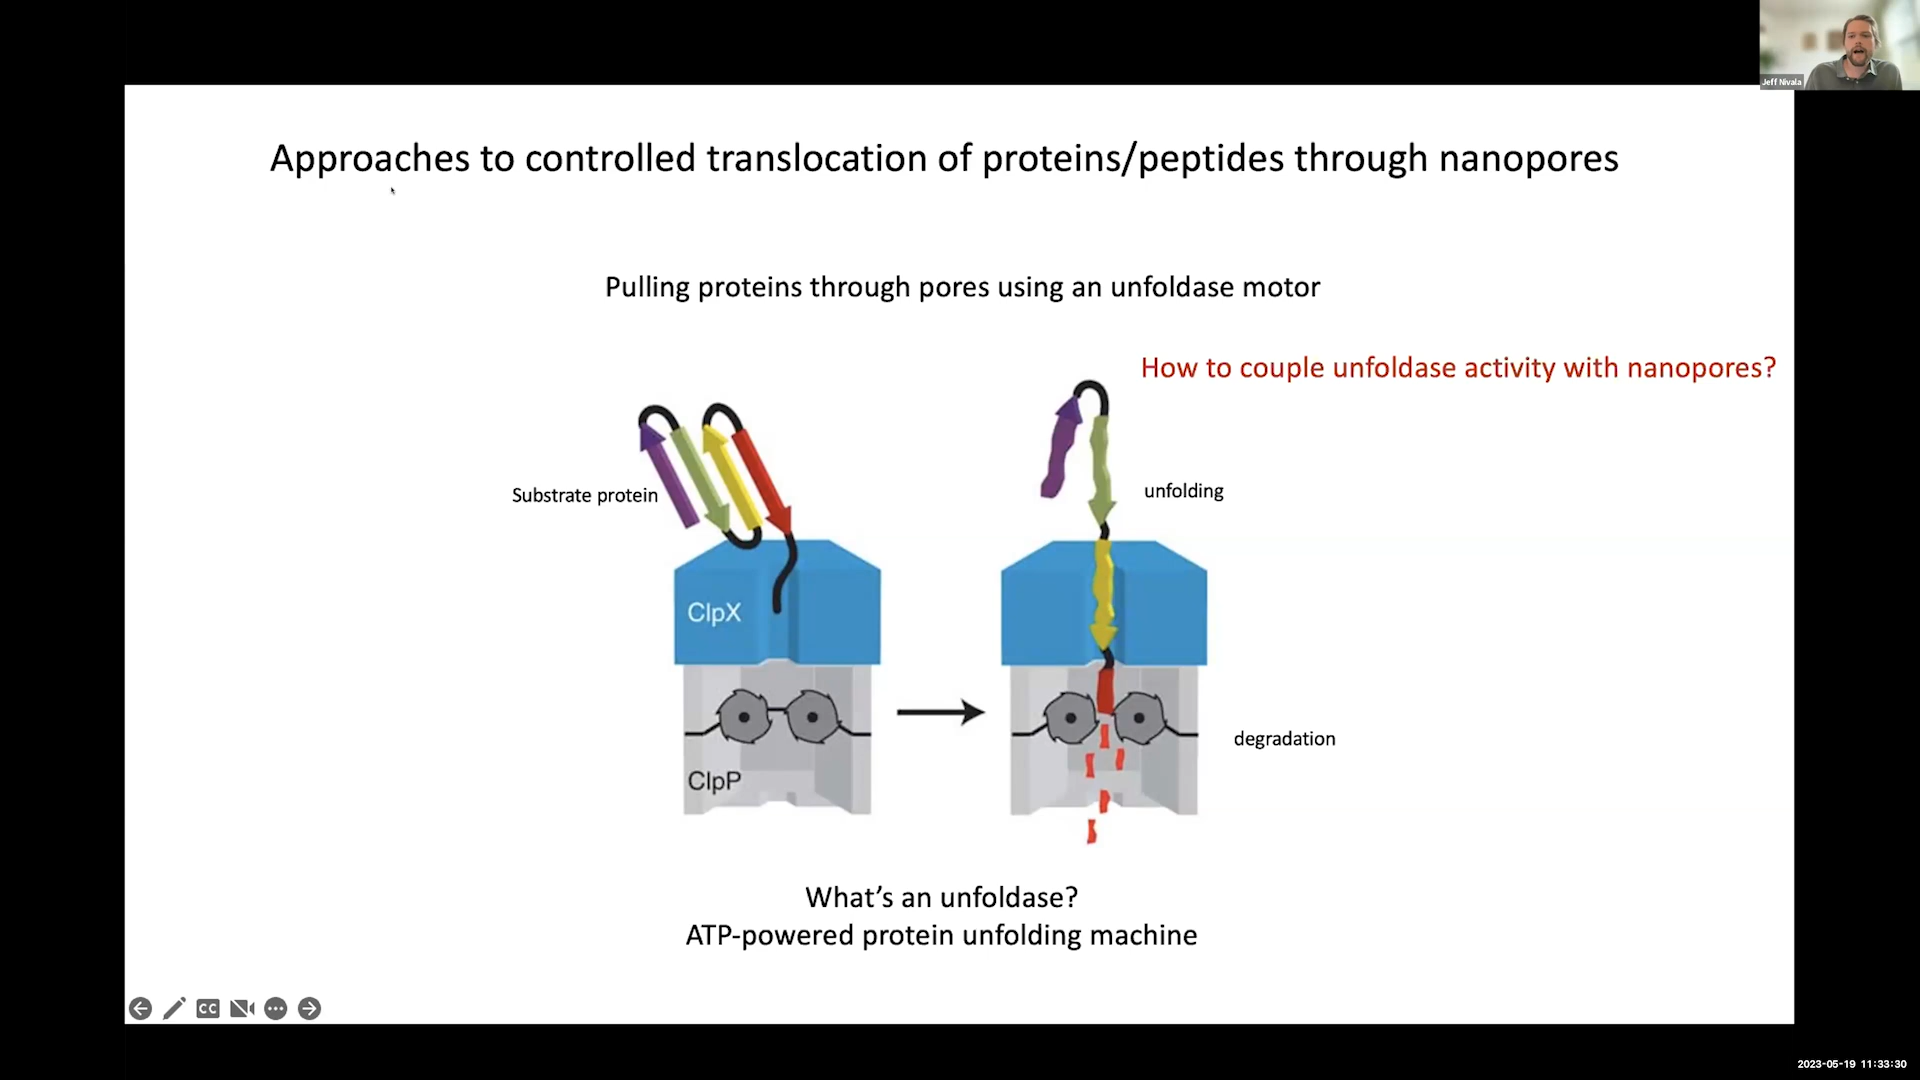 Jeff Nivala
Approaches to controlled translocation of proteins/peptides through nanopores
Pulling proteins through pores using an unfoldase motor
How to couple unfoldase activity with nanopores?
Substrate protein
unfolding
ClpX
degradation
ClpP
What's an unfoldase?
ATP-powered protein unfolding machine
CC
2023-05-19 11:33:30